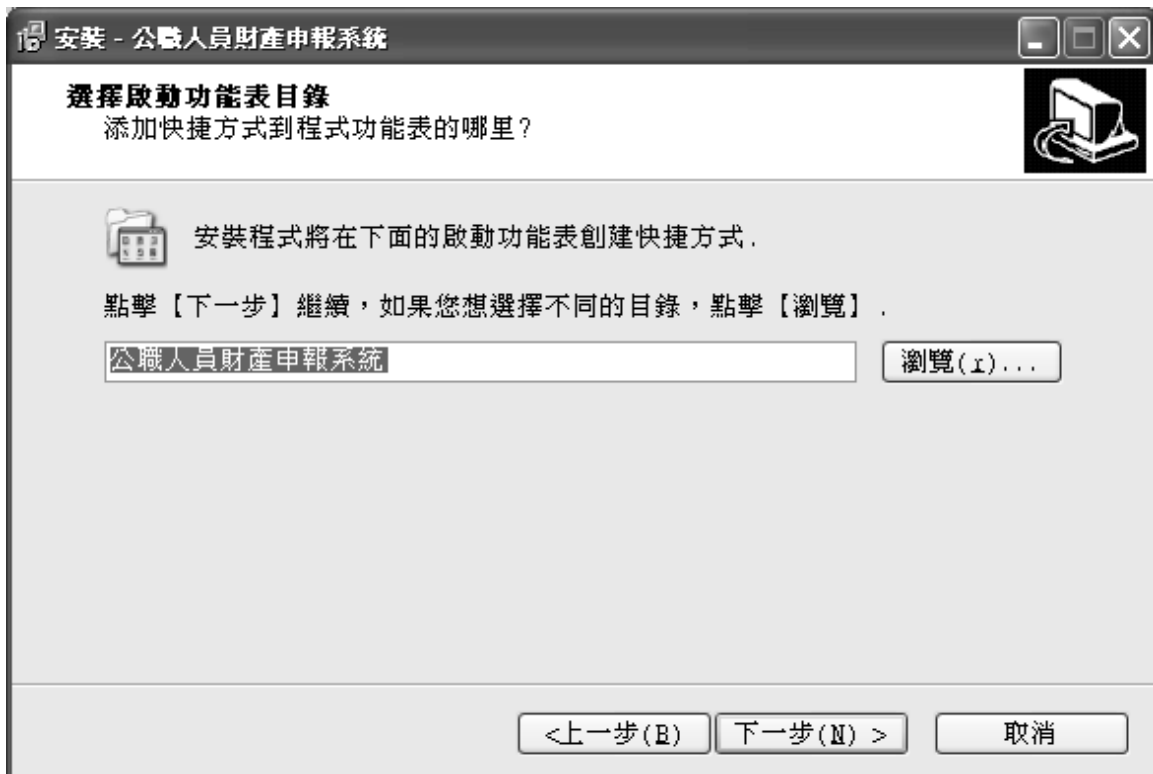 安裝 - 公職人員財產申報系統
選擇啟動功能表目錄
添加快捷方式到程式功能表的哪里?
安裝程式將在下面的啟動功能表創建快捷方式.
點擊【下一步】繼續，如果您想選擇不同的目錄，點擊【瀏覽】.
公職人員財產申報系統
瀏覽(r)...
<上一步(B)
下一步(N) >
取消